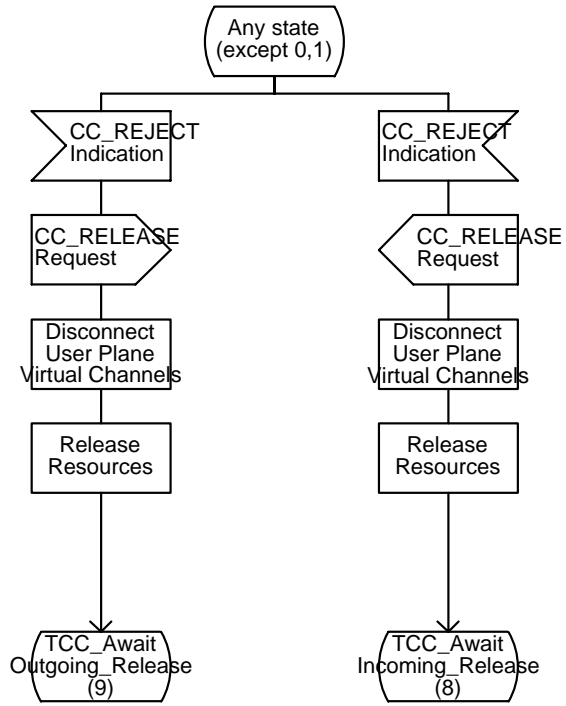 Any state
(except 0,1)
CC_REJECT
Indication
CC_RELEASE
Request
Disconnect
User Plane
Virtual Channels
Release
Resources
TCC_Await
Outgoing_Release
(9)
CC_REJECT
Indication
CC_RELEASE
Request
Disconnect
User Plane
Virtual Channels
Release
Resources
TCC_Await
Incoming_Release
(8)